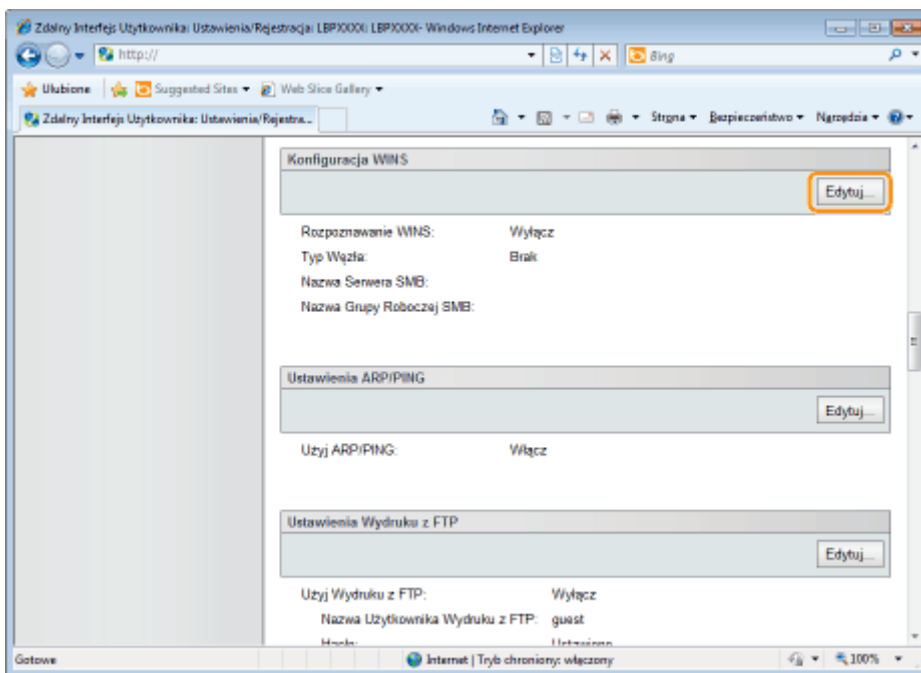 Zdalny Interfejs Użytkownika: Ustawienia/Rejestracja: LBPXXXX: LBPXXXX- Windows Internet Explorer
http://
Bing
Ulubione Suggested Sites Web Slice Gallery
Zdalny Interfejs Użytkownika: Ustawienia/Rejestra...
Strona Bezpieczeństwo Narzędzia
Konfiguracja WINS
Edytuj...
Rozpoznawanie WINS: Wyłącz
Typ Węzła: Brak
Nazwa Serwera SMB:
Nazwa Grupy Roboczej SMB:
Ustawienia ARP/PING
Edytuj...
Użyj ARP/PING: Włącz
Ustawienia Wydruku z FTP
Edytuj...
Użyj Wydruku z FTP: Wyłącz
Nazwa Użytkownika Wydruku z FTP: guest
Hasło: Ustawiono
Gotowe Internet | Tryb chroniony: włączony 100%